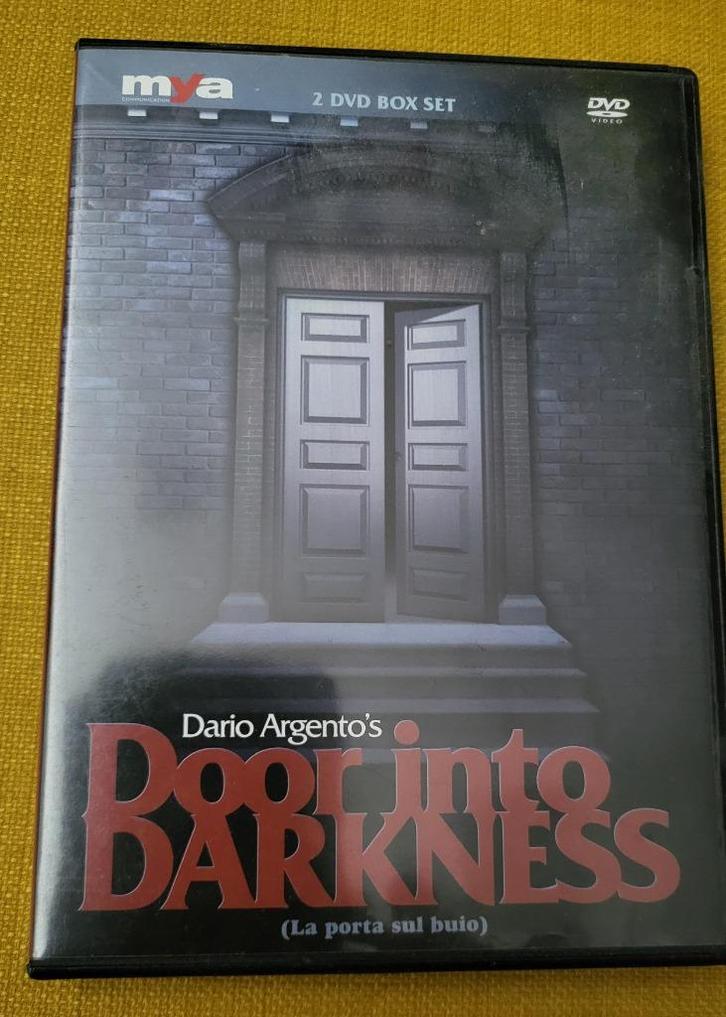 mya
COMMUNICATION
2 DVD BOX SET
DVD
VIDEO
Dario Argento's
Door into
DARKNESS
(La porta sul buio)